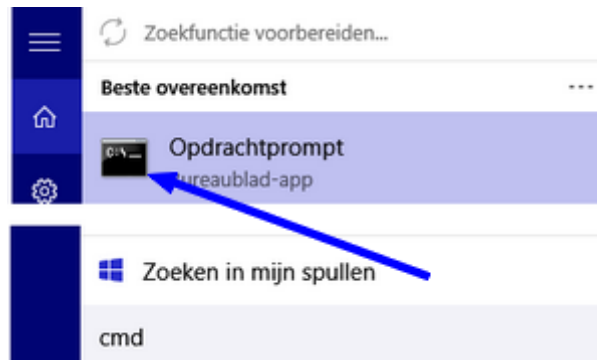 Zoekfunctie voorbereiden...
Beste overeenkomst
...
C:\_
Opdrachtprompt
ureaublad-app
Zoeken in mijn spullen
cmd